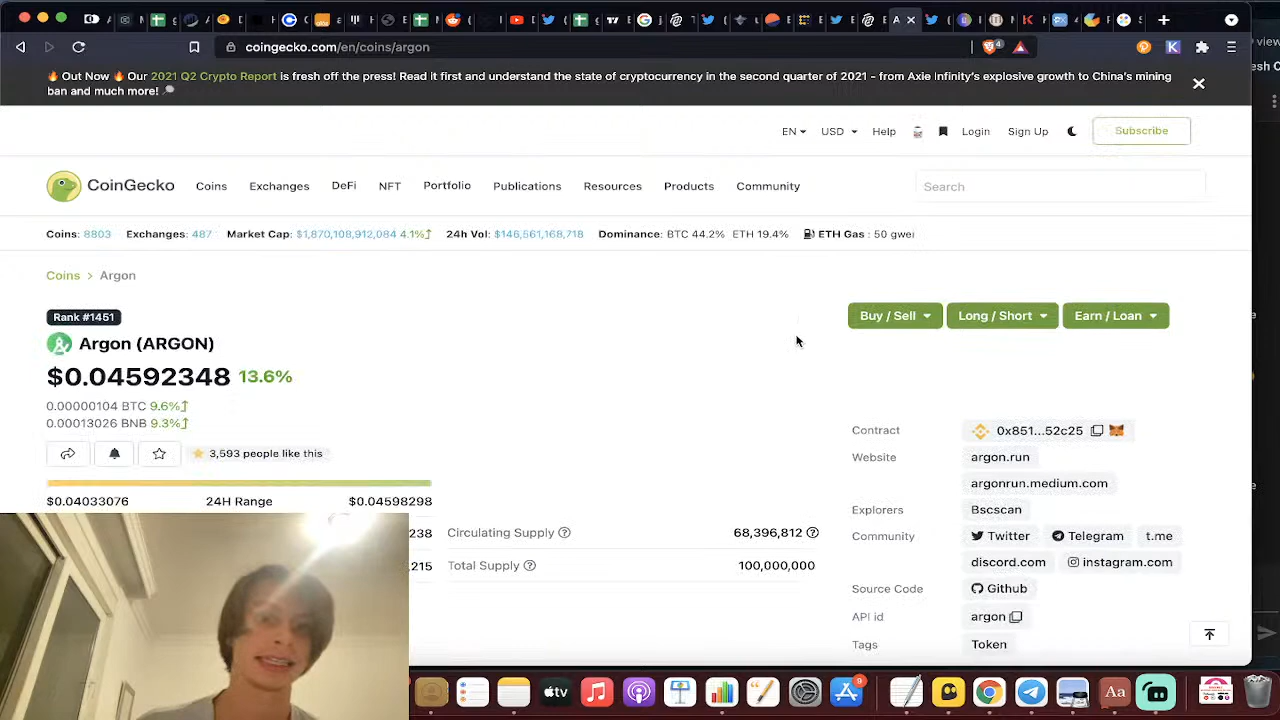 coingecko.com/en/coins/argon
4
🔥 Out Now 🔥 Our 2021 Q2 Crypto Report is fresh off the press! Read it first and understand the state of cryptocurrency in the second quarter of 2021 – from Axie Infinity's explosive growth to China's mining
ban and much more!
EN USD Help Login Sign Up Subscribe
CoinGecko Coins Exchanges DeFi NFT Portfolio Publications Resources Products Community Search
Coins: 8803 Exchanges: 487 Market Cap: $1,870,108,912,084 4.1% 24h Vol: $146,561,168,718 Dominance: BTC 44.2% ETH 19.4% ETH Gas : 50 gwei
Coins > Argon
Rank #1451
Buy / Sell Long / Short Earn / Loan
Argon (ARGON)
$0.04592348 13.6%
0.00000104 BTC 9.6%
0.00013026 BNB 9.3%
3,593 people like this
$0.04033076 24H Range $0.04598298
238 Circulating Supply 68,396,812
.215 Total Supply 100,000,000
Contract 0x851...52c25
Website argon.run
argonrun.medium.com
Explorers Bscscan
Community Twitter Telegram t.me
discord.com instagram.com
Source Code Github
API id argon
Tags Token
view
tv
9
Aa